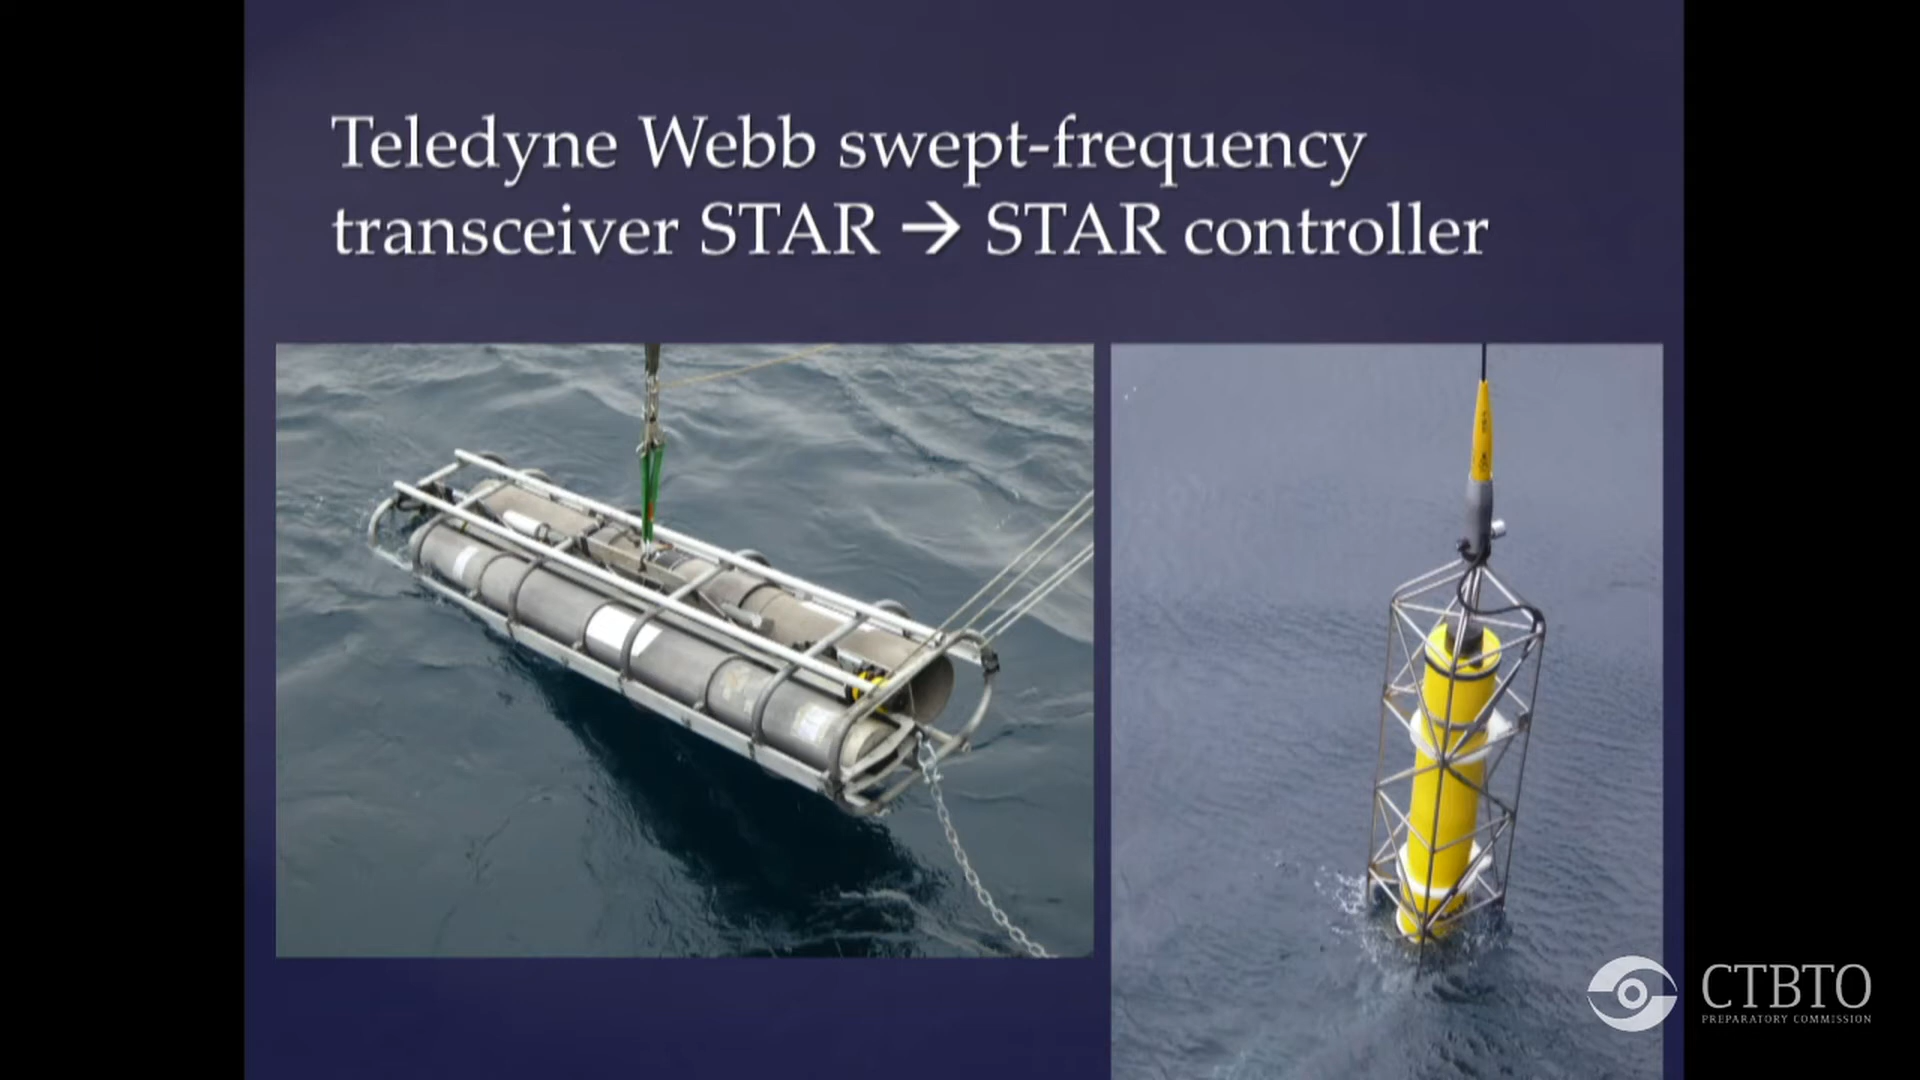 Teledyne Webb swept-frequency
transceiver STAR → STAR controller
CTBTO
PREPARATORY COMMISSION